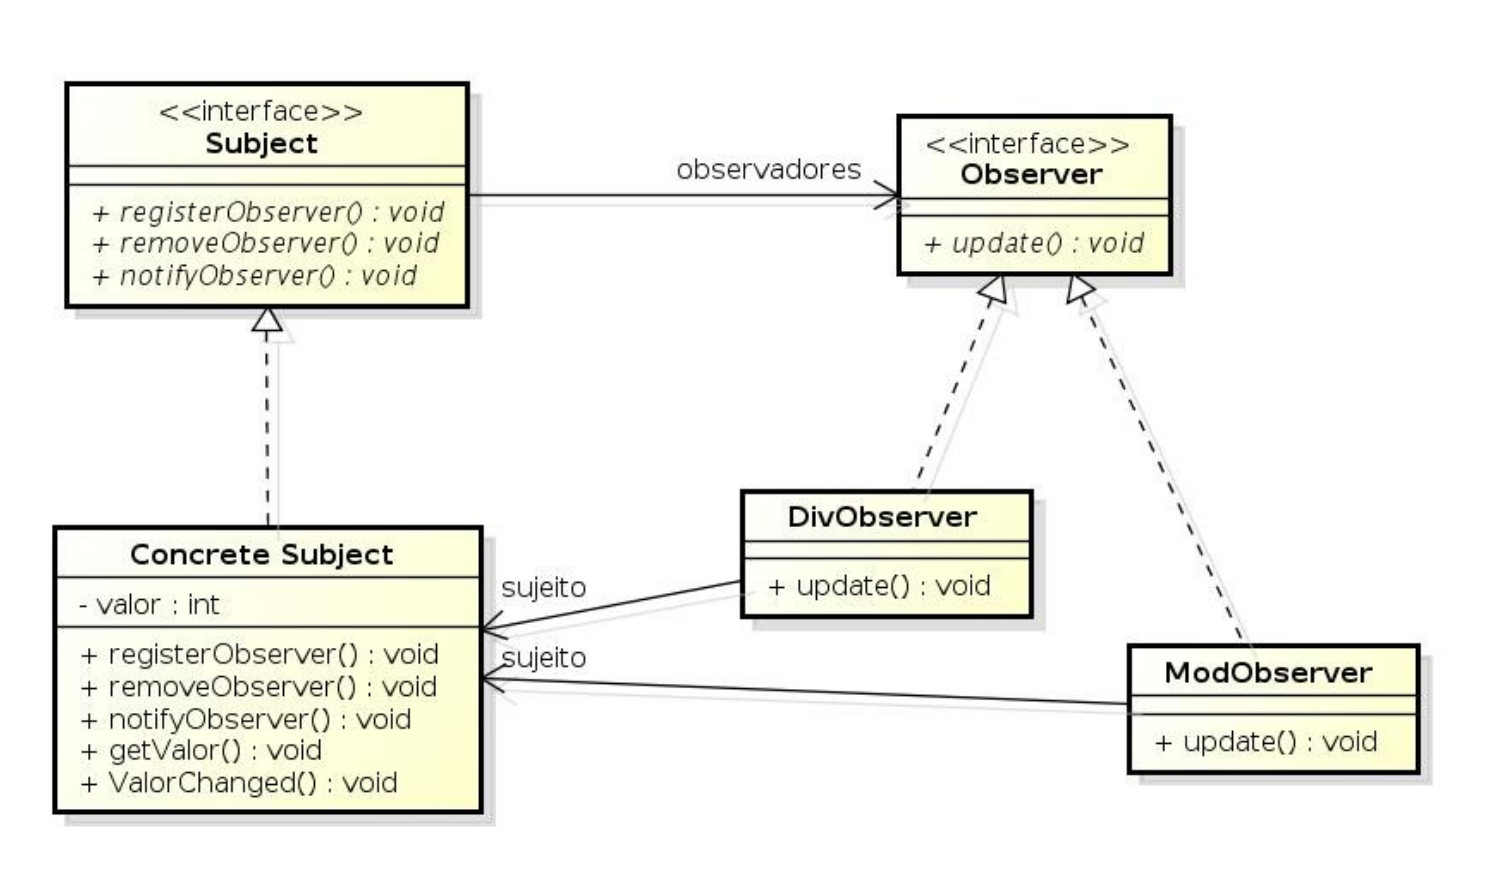 <<interface>>
Subject
+ registerObserver() : void
+ removeObserver() : void
+ notifyObserver() : void
observadores
<<interface>>
Observer
+ update() : void
Concrete Subject
- valor : int
+ registerObserver() : void
+ removeObserver() : void
+ notifyObserver() : void
+ getValor() : void
+ ValorChanged() : void
sujeito
sujeito
DivObserver
+ update() : void
ModObserver
+ update() : void